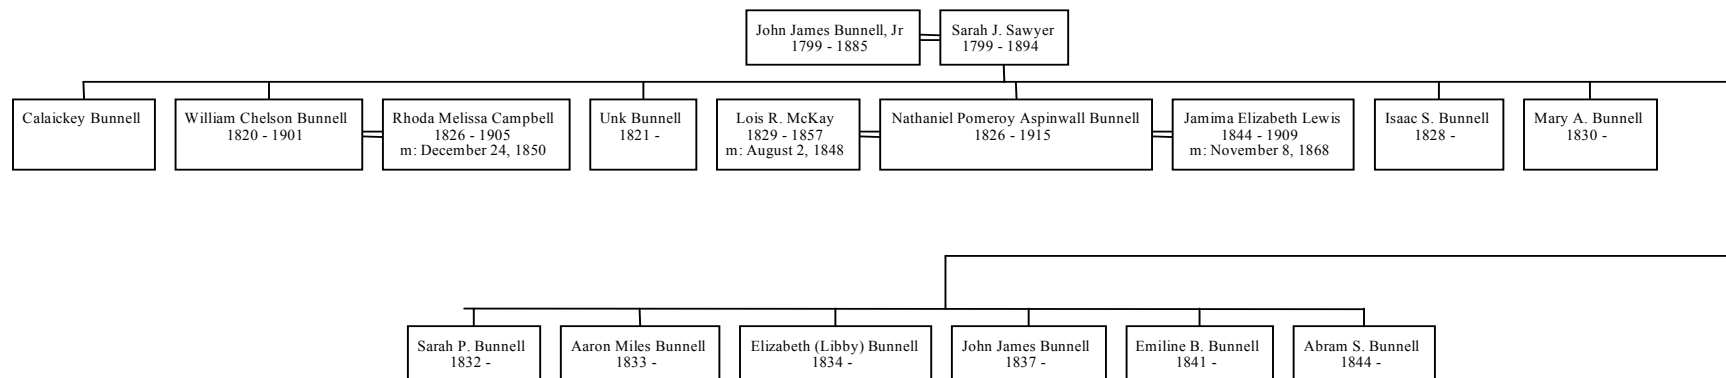 John James Bunnell, Jr
1799 - 1885
Sarah J. Sawyer
1799 - 1894
Calaickey Bunnell
William Chelson Bunnell
1820 - 1901
Rhoda Melissa Campbell
1826 - 1905
m: December 24, 1850
Unk Bunnell
1821 -
Lois R. McKay
1829 - 1857
m: August 2, 1848
Nathaniel Pomeroy Aspinwall Bunnell
1826 - 1915
Jamima Elizabeth Lewis
1844 - 1909
m: November 8, 1868
Isaac S. Bunnell
1828 -
Mary A. Bunnell
1830 -
Sarah P. Bunnell
1832 -
Aaron Miles Bunnell
1833 -
Elizabeth (Libby) Bunnell
1834 -
John James Bunnell
1837 -
Emiline B. Bunnell
1841 -
Abram S. Bunnell
1844 -